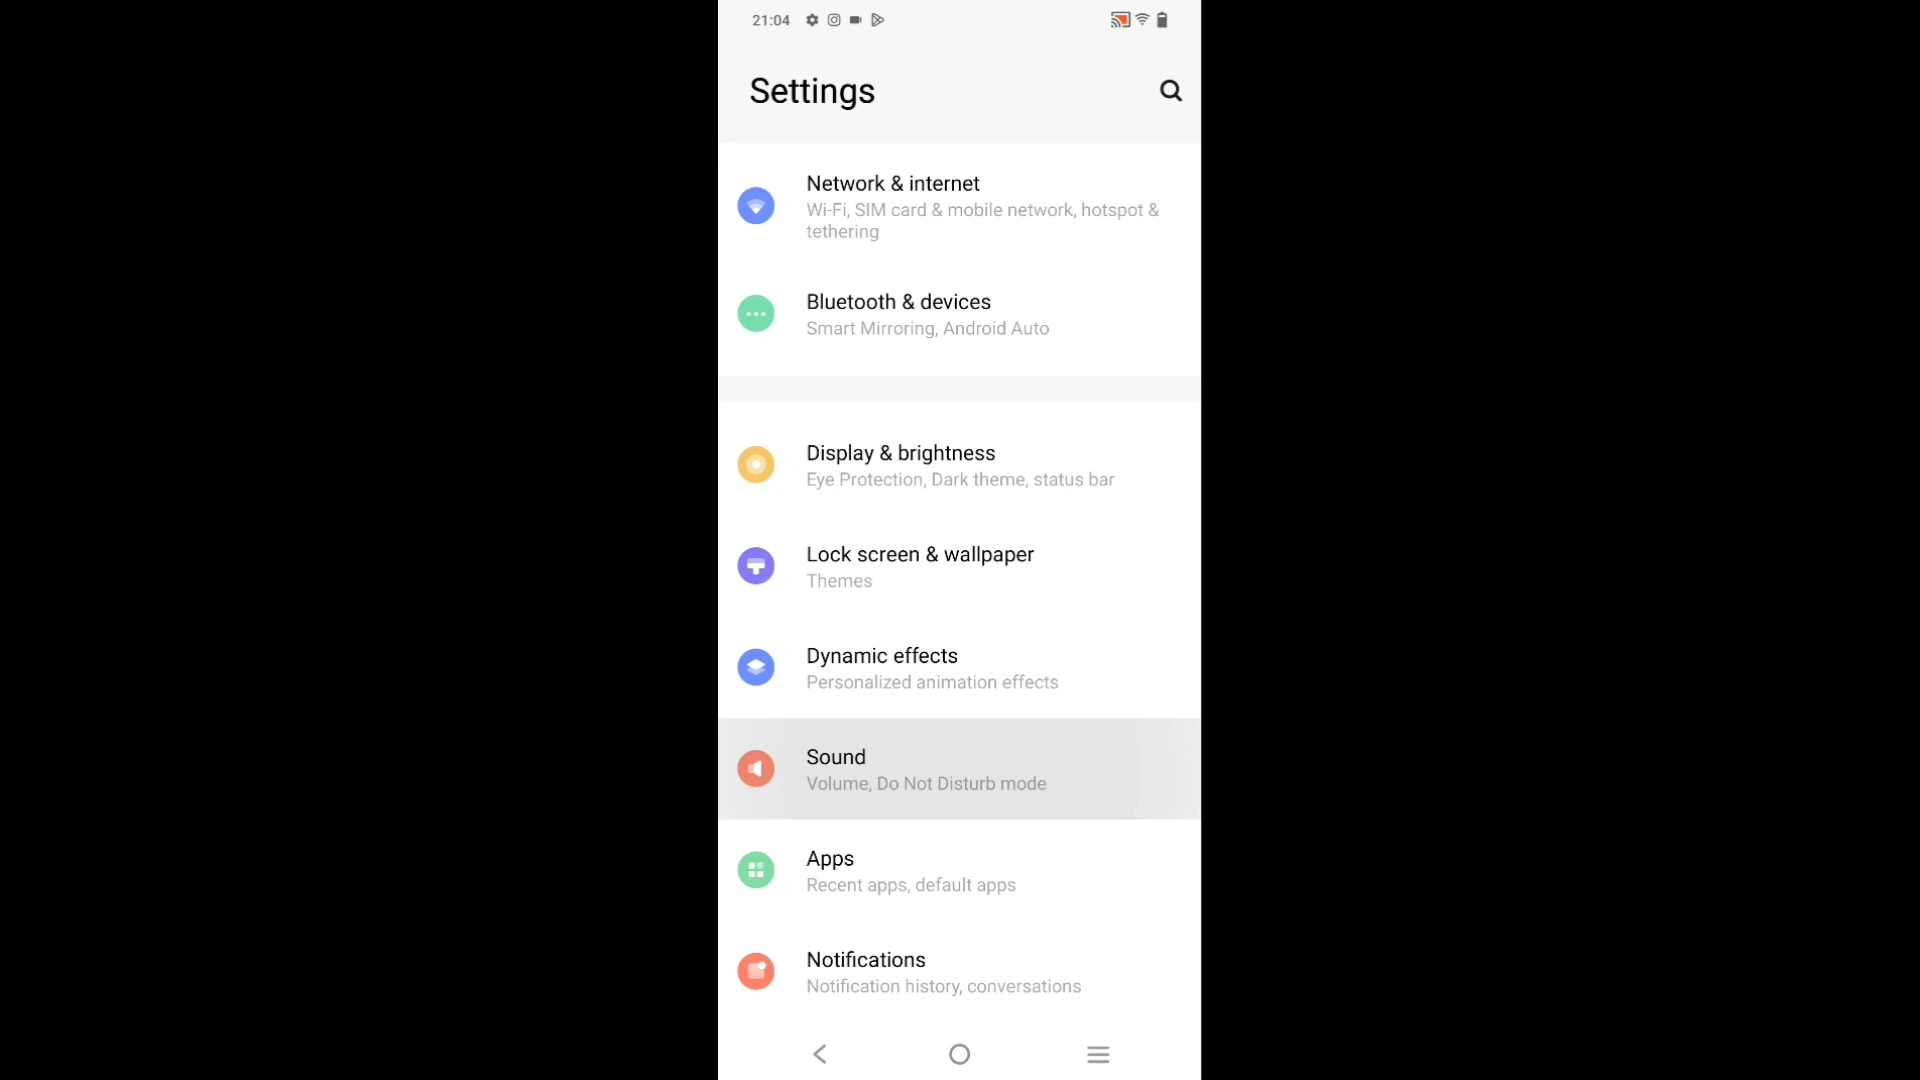 21:04
Settings
Network & internet
Wi-Fi, SIM card & mobile network, hotspot &
tethering
Bluetooth & devices
Smart Mirroring, Android Auto
Display & brightness
Eye Protection, Dark theme, status bar
Lock screen & wallpaper
Themes
Dynamic effects
Personalized animation effects
Sound
Volume, Do Not Disturb mode
Apps
Recent apps, default apps
Notifications
Notification history, conversations